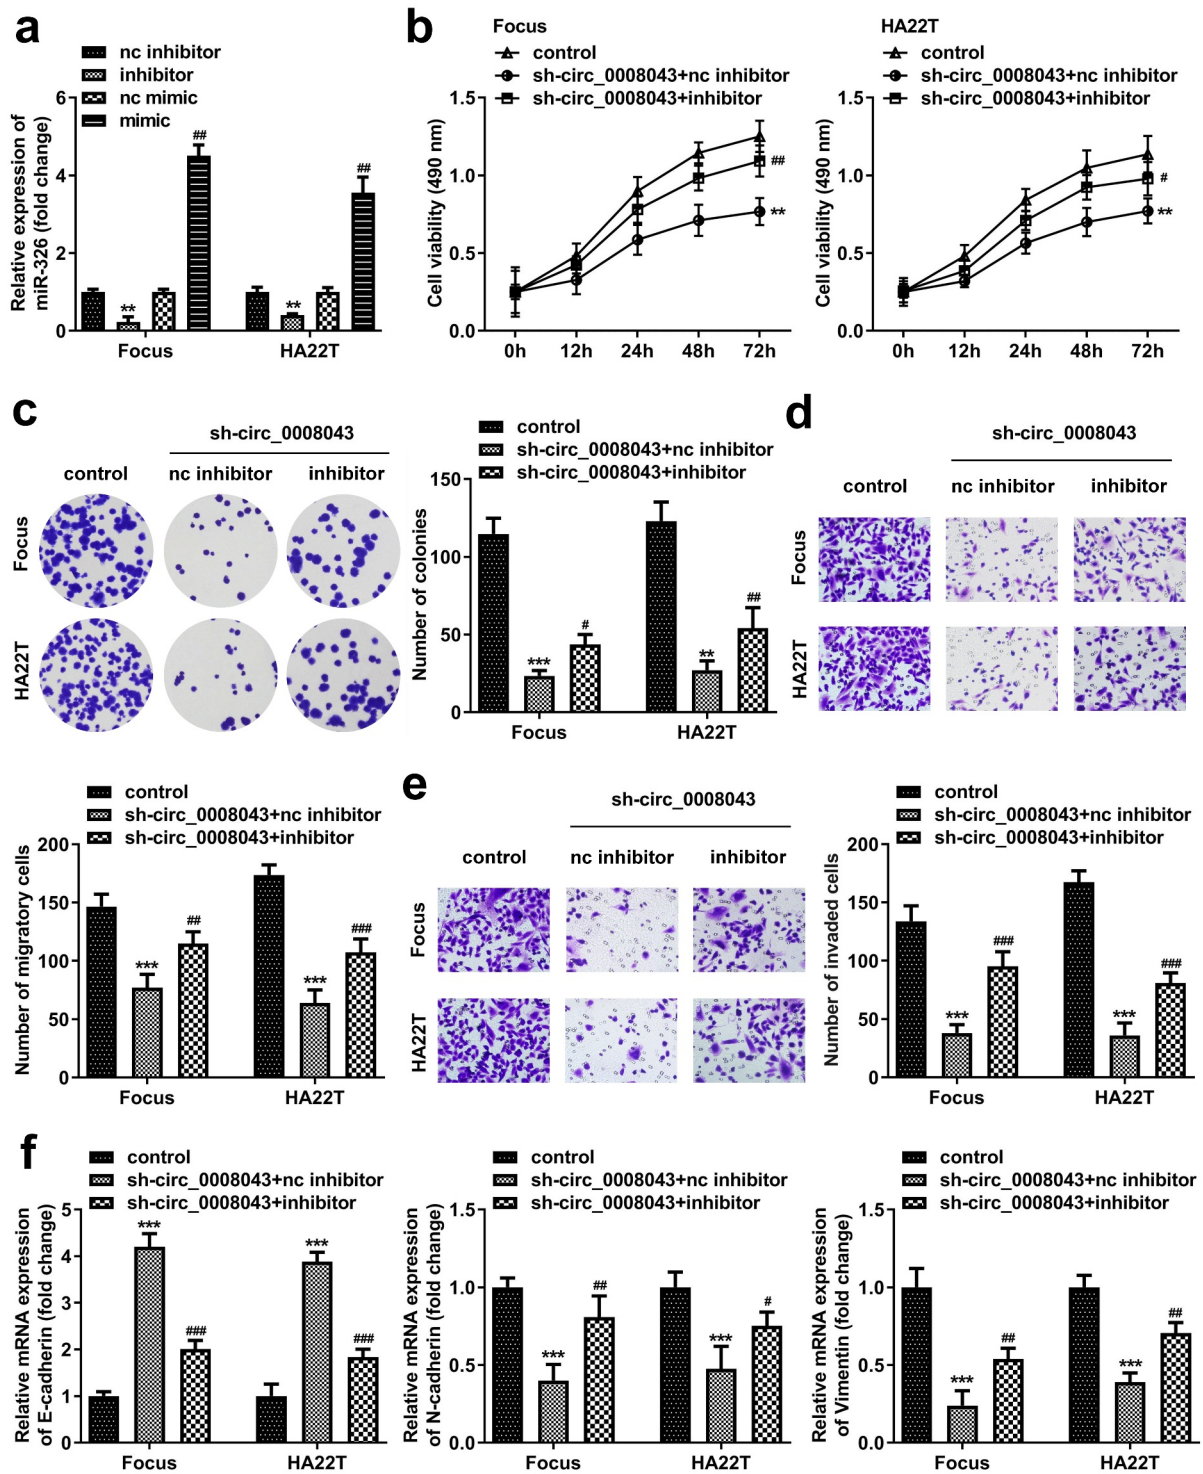 a
nc inhibitor
inhibitor
nc mimic
mimic
Relative expression of
miR-326 (fold change)
6
4
2
0
**
##
**
##
Focus
HA22T
b
Focus
control
sh-circ_0008043+nc inhibitor
sh-circ_0008043+inhibitor
Cell viability (490 nm)
1.5
1.0
0.5
0.0
##
**
0h 12h 24h 48h 72h
HA22T
control
sh-circ_0008043+nc inhibitor
sh-circ_0008043+inhibitor
Cell viability (490 nm)
1.5
1.0
0.5
0.0
#
**
0h 12h 24h 48h 72h
c
sh-circ_0008043
control nc inhibitor inhibitor
Focus
HA22T
control
sh-circ_0008043+nc inhibitor
sh-circ_0008043+inhibitor
Number of colonies
150
100
50
0
***
#
**
##
Focus
HA22T
d
sh-circ_0008043
control nc inhibitor inhibitor
Focus
HA22T
control
sh-circ_0008043+nc inhibitor
sh-circ_0008043+inhibitor
Number of migratory cells
200
150
100
50
0
***
##
***
###
Focus
HA22T
e
sh-circ_0008043
control nc inhibitor inhibitor
Focus
HA22T
control
sh-circ_0008043+nc inhibitor
sh-circ_0008043+inhibitor
Number of invaded cells
200
150
100
50
0
***
###
***
###
Focus
HA22T
f
control
sh-circ_0008043+nc inhibitor
sh-circ_0008043+inhibitor
Relative mRNA expression
of E-cadherin (fold change)
5
4
3
2
1
0
***
###
***
###
Focus
HA22T
control
sh-circ_0008043+nc inhibitor
sh-circ_0008043+inhibitor
Relative mRNA expression
of N-cadherin (fold change)
1.5
1.0
0.5
0.0
***
##
***
#
Focus
HA22T
control
sh-circ_0008043+nc inhibitor
sh-circ_0008043+inhibitor
Relative mRNA expression
of Vimentin (fold change)
1.5
1.0
0.5
0.0
***
##
***
##
Focus
HA22T